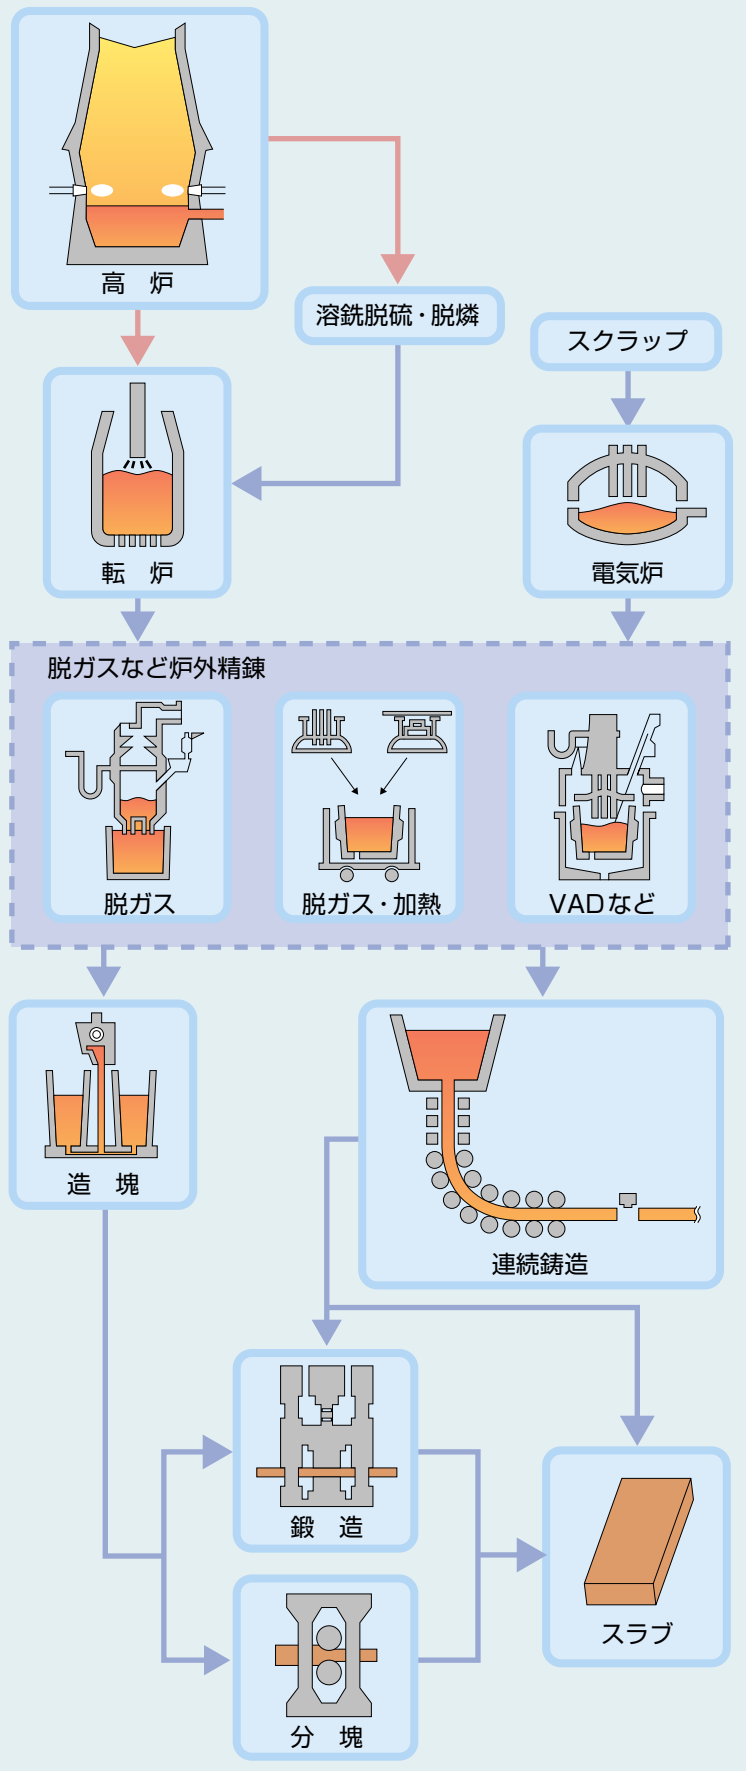 高　炉
溶銑脱硫・脱燐
スクラップ
転　炉
電気炉
脱ガスなど炉外精錬
脱ガス
脱ガス・加熱
VADなど
造　塊
連続鋳造
鍛　造
スラブ
分　塊